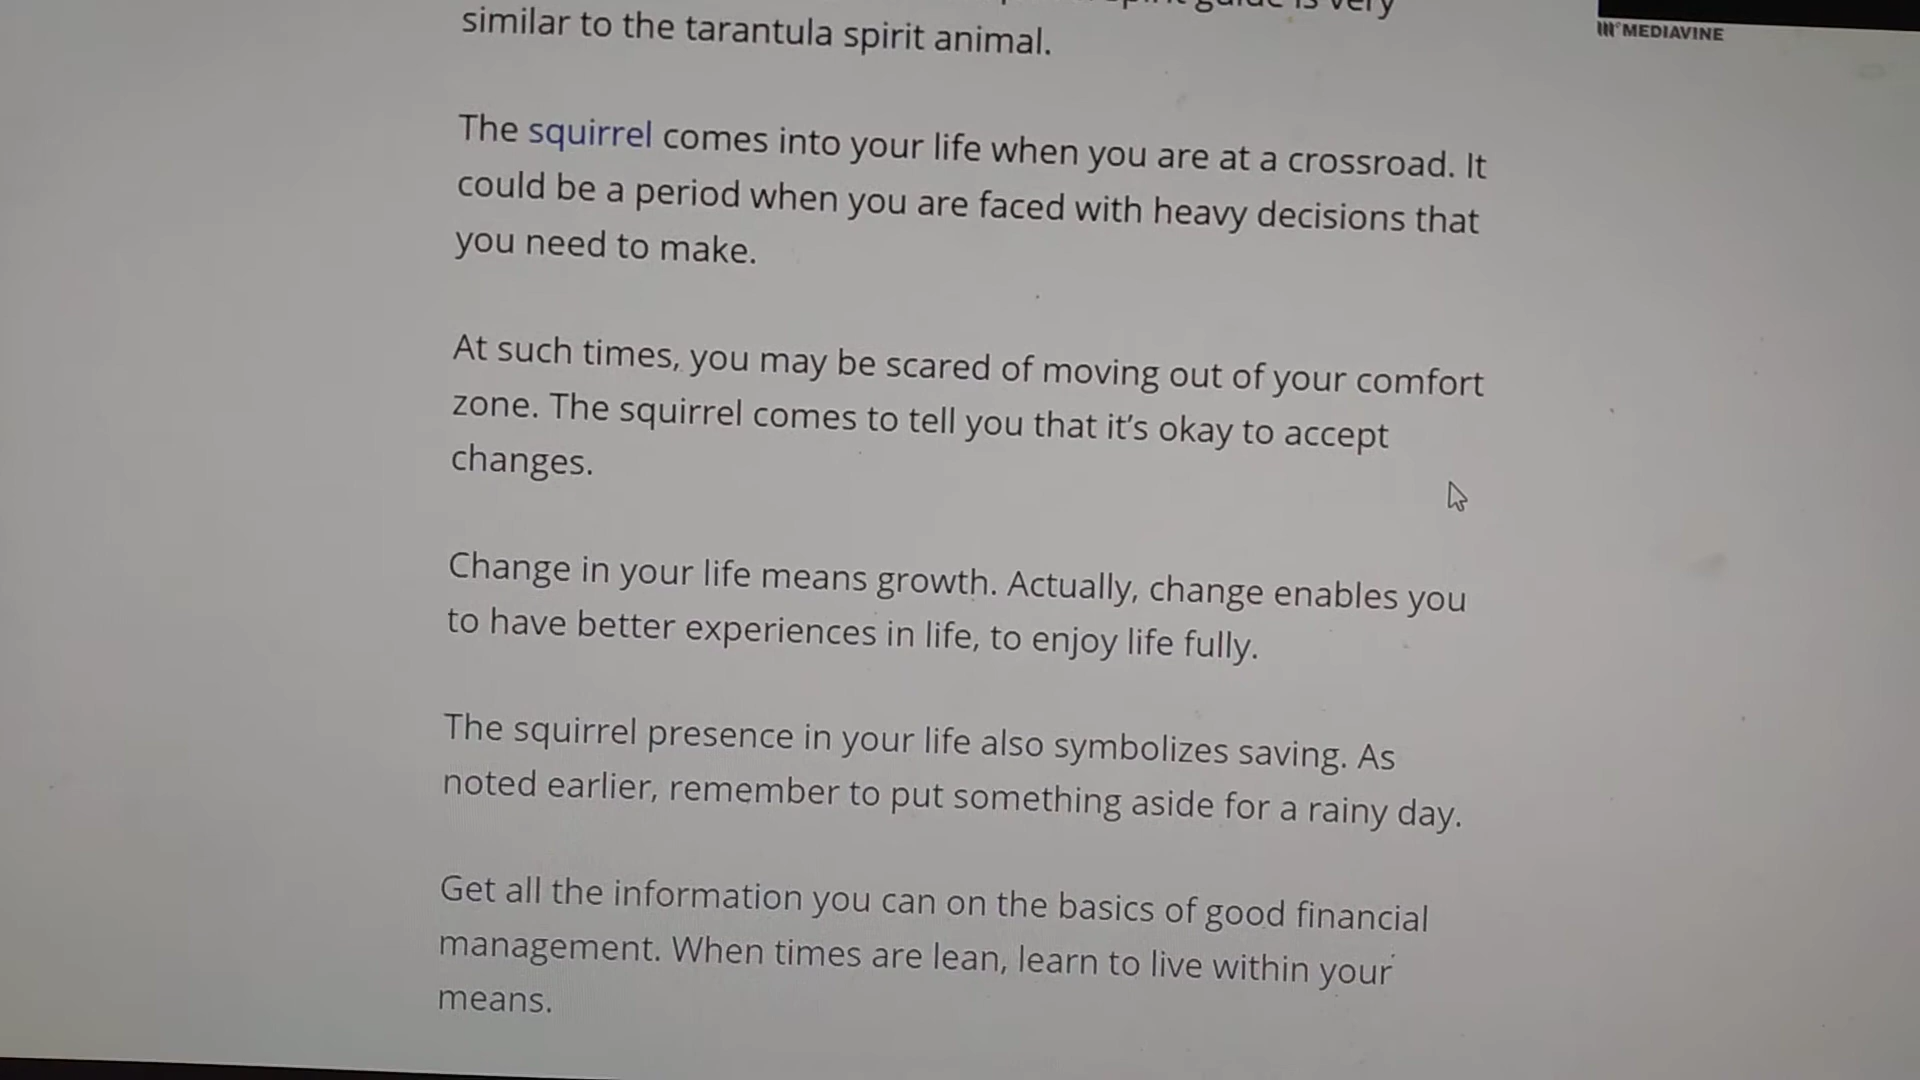 guide is very
similar to the tarantula spirit animal.
MEDIAVINE
The squirrel comes into your life when you are at a crossroad. It
could be a period when you are faced with heavy decisions that
you need to make.
At such times, you may be scared of moving out of your comfort
zone. The squirrel comes to tell you that it’s okay to accept
changes.
Change in your life means growth. Actually, change enables you
to have better experiences in life, to enjoy life fully.
The squirrel presence in your life also symbolizes saving. As
noted earlier, remember to put something aside for a rainy day.
Get all the information you can on the basics of good financial
management. When times are lean, learn to live within your
means.